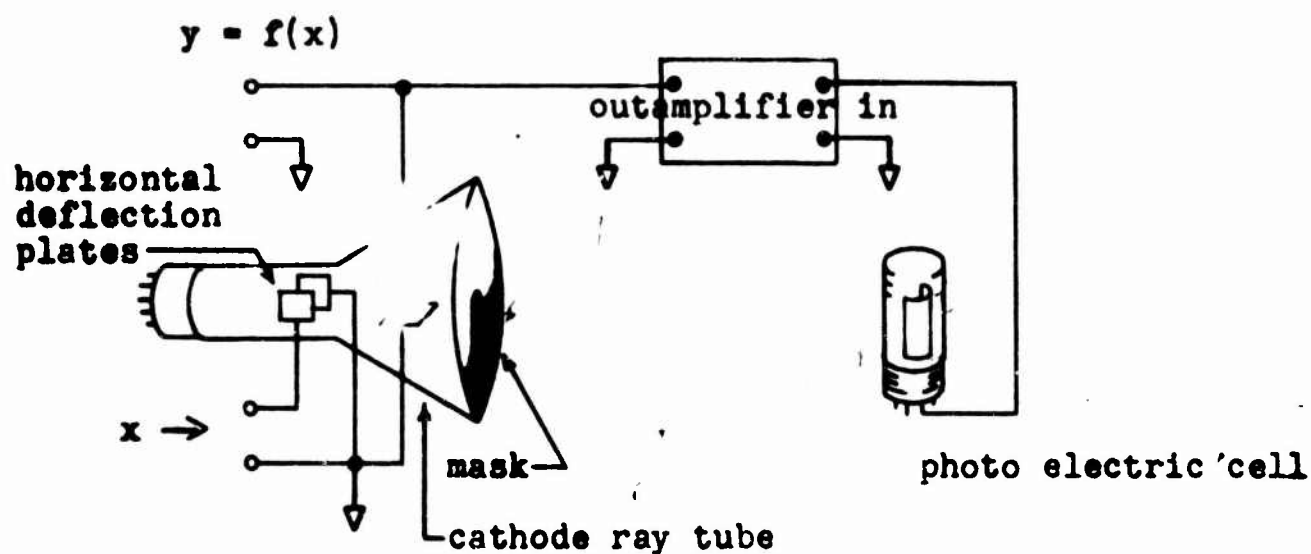 y = f(x)
outamplifier in
horizontal
deflection
plates
x →
mask
photo electric cell
cathode ray tube